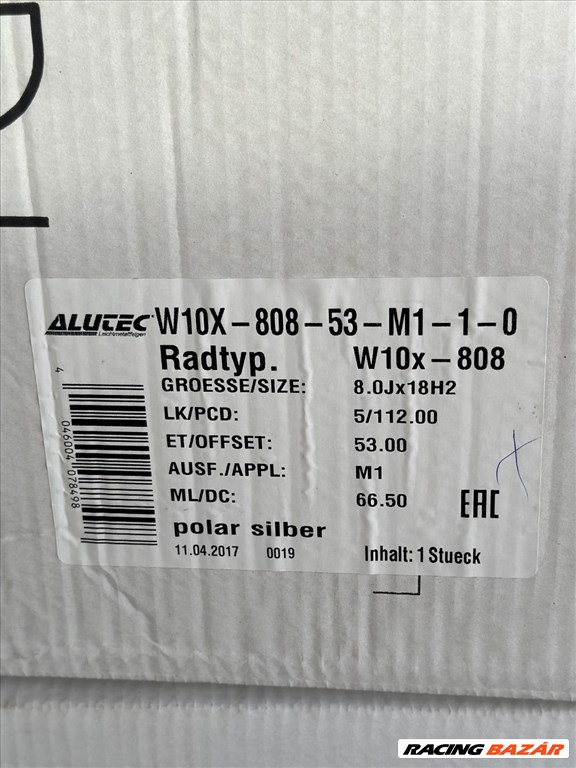 ALUTEC W10X-808-53-M1-1-0
Leichtmetallfelgen
Radtyp. W10x-808
GROESSE/SIZE: 8.0Jx18H2
LK/PCD: 5/112.00
ET/OFFSET: 53.00
AUSF./APPL: M1
ML/DC: 66.50
EAC
polar silber
11.04.2017 0019 Inhalt: 1 Stueck
4 046004 078498
RACING BAZÁR.HU